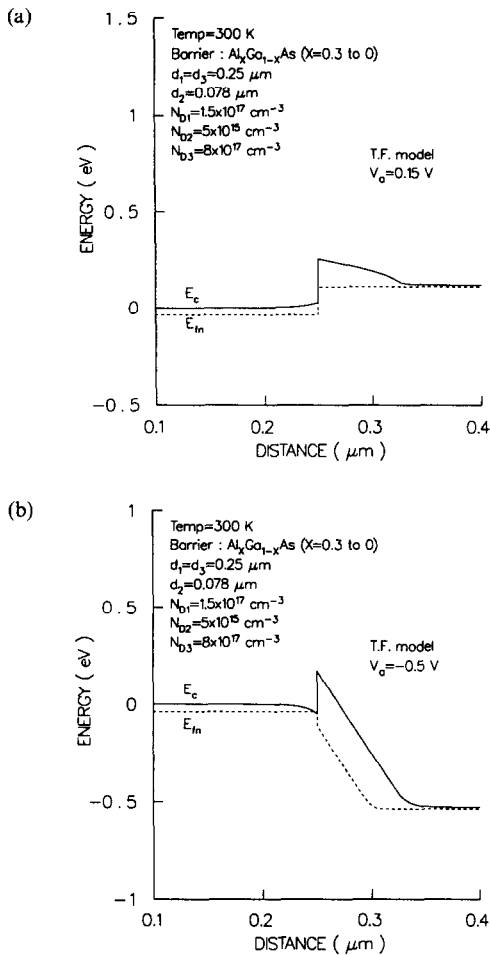 (a)
1.5
1
0.5
0
−0.5
ENERGY ( eV )
Temp=300 K
Barrier : AlxGa1−xAs (X=0.3 to 0)
d1=d3=0.25 μm
d2=0.078 μm
ND1=1.5x10^17 cm^−3
ND2=5x10^15 cm^−3
ND3=8x10^17 cm^−3
T.F. model
Va=0.15 V
Ec
Efn
0.1 0.2 0.3 0.4
DISTANCE ( μm )
(b)
1
0.5
0
−0.5
−1
ENERGY ( eV )
Temp=300 K
Barrier : AlxGa1−xAs (X=0.3 to 0)
d1=d3=0.25 μm
d2=0.078 μm
ND1=1.5x10^17 cm^−3
ND2=5x10^15 cm^−3
ND3=8x10^17 cm^−3
T.F. model
Va=−0.5 V
Ec
Efn
0.1 0.2 0.3 0.4
DISTANCE ( μm )